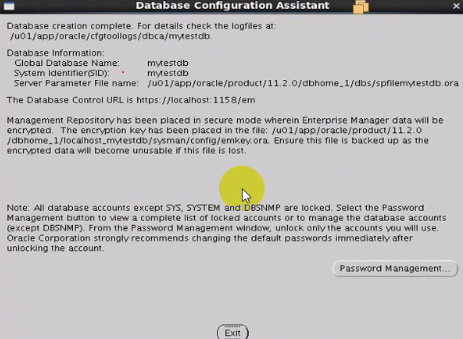 Database Configuration Assistant
Database creation complete. For details check the logfiles at:
/u01/app/oracle/cfgtoollogs/dbca/mytestdb.
Database Information:
Global Database Name: mytestdb
System Identifier(SID): mytestdb
Server Parameter File name: /u01/app/oracle/product/11.2.0/dbhome_1/dbs/spfilemytestdb.ora
The Database Control URL is https://localhost:1158/em
Management Repository has been placed in secure mode wherein Enterprise Manager data will be
encrypted. The encryption key has been placed in the file: /u01/app/oracle/product/11.2.0
/dbhome_1/localhost_mytestdb/sysman/config/emkey.ora. Ensure this file is backed up as the
encrypted data will become unusable if this file is lost.
Note: All database accounts except SYS, SYSTEM and DBSNMP are locked. Select the Password
Management button to view a complete list of locked accounts or to manage the database accounts
(except DBSNMP). From the Password Management window, unlock only the accounts you will use.
Oracle Corporation strongly recommends changing the default passwords immediately after
unlocking the account.
Password Management...
Exit